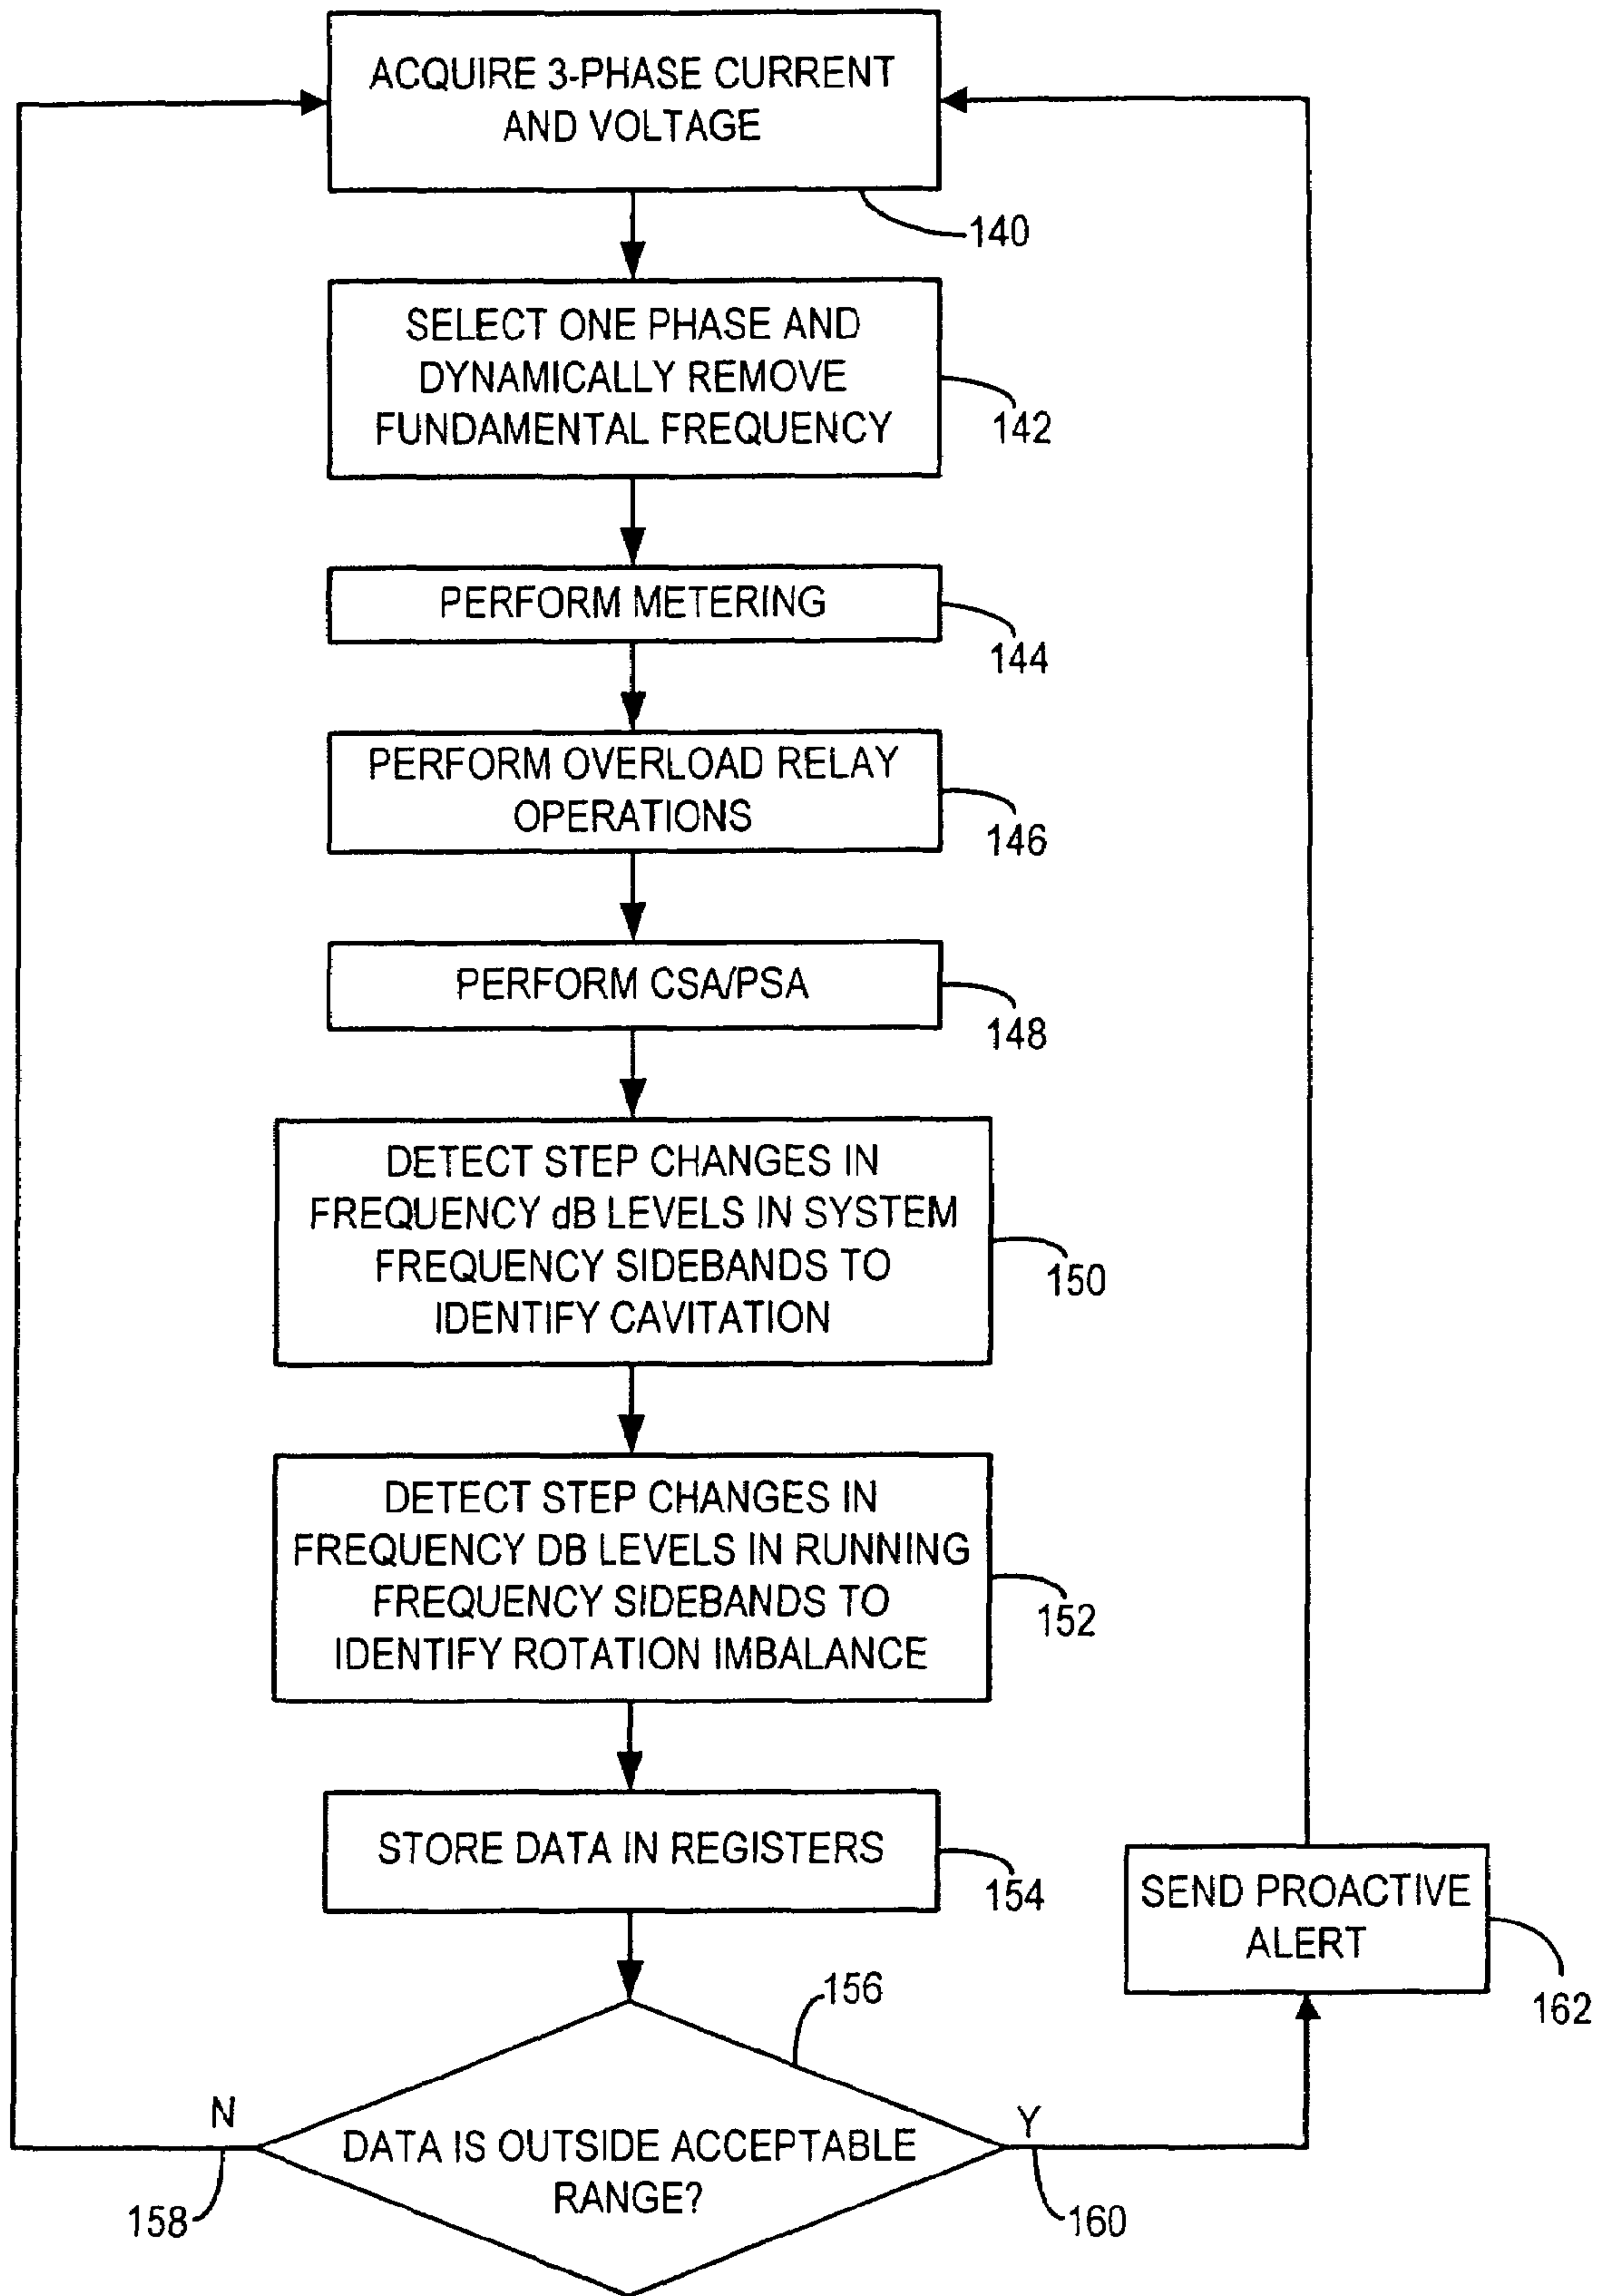 ACQUIRE 3-PHASE CURRENT
AND VOLTAGE
140
SELECT ONE PHASE AND
DYNAMICALLY REMOVE
FUNDAMENTAL FREQUENCY
142
PERFORM METERING
144
PERFORM OVERLOAD RELAY
OPERATIONS
146
PERFORM CSA/PSA
148
DETECT STEP CHANGES IN
FREQUENCY dB LEVELS IN SYSTEM
FREQUENCY SIDEBANDS TO
IDENTIFY CAVITATION
150
DETECT STEP CHANGES IN
FREQUENCY DB LEVELS IN RUNNING
FREQUENCY SIDEBANDS TO
IDENTIFY ROTATION IMBALANCE
152
STORE DATA IN REGISTERS
154
SEND PROACTIVE
ALERT
162
156
N
Y
DATA IS OUTSIDE ACCEPTABLE
RANGE?
158
160